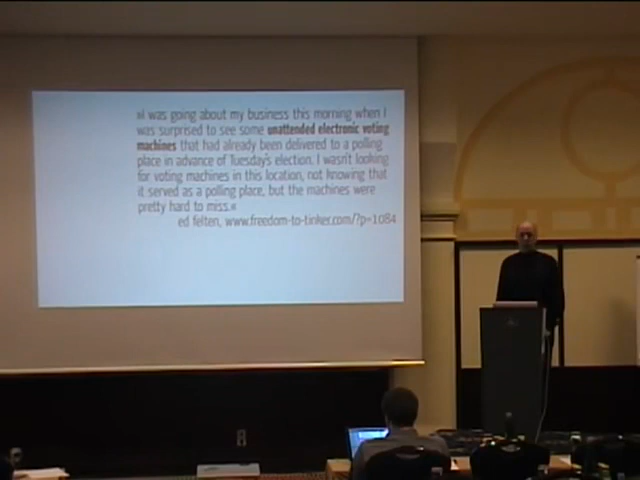 »I was going about my business this morning when I
was surprised to see some unattended electronic voting
machines that had already been delivered to a polling
place in advance of Tuesday's election. I wasn't looking
for voting machines in this location, not knowing that
it served as a polling place, but the machines were
pretty hard to miss.«
ed felten, www.freedom-to-tinker.com/?p=1084